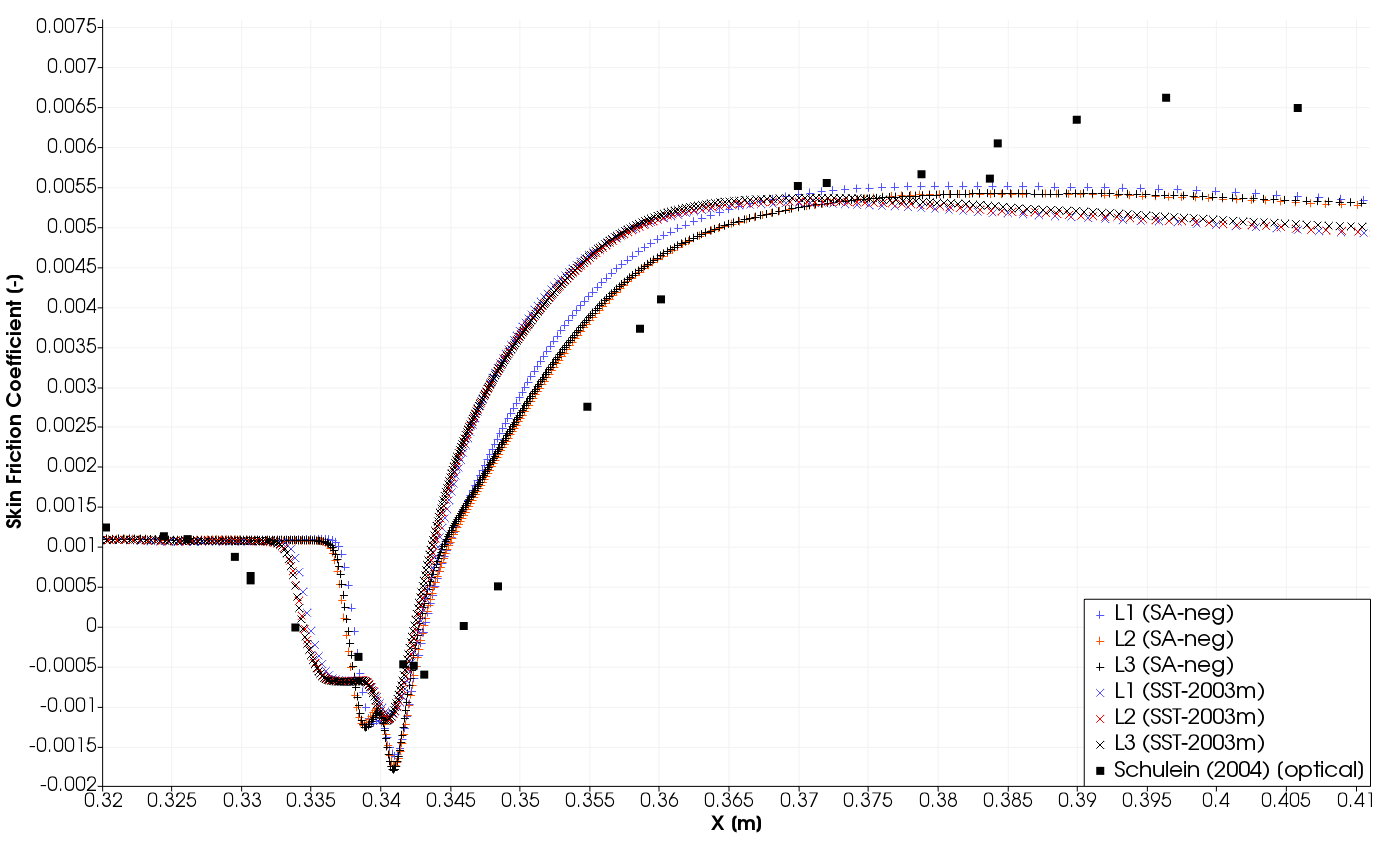 0.0075
0.007
0.0065
0.006
0.0055
0.005
0.0045
0.004
0.0035
0.003
0.0025
0.002
0.0015
0.001
0.0005
0
-0.0005
-0.001
-0.0015
-0.002
Skin Friction Coefficient (-)
0.32 0.325 0.33 0.335 0.34 0.345 0.35 0.355 0.36 0.365 0.37 0.375 0.38 0.385 0.39 0.395 0.4 0.405 0.41
X (m)
L1 (SA-neg)
L2 (SA-neg)
L3 (SA-neg)
L1 (SST-2003m)
L2 (SST-2003m)
L3 (SST-2003m)
Schulein (2004) (optical)